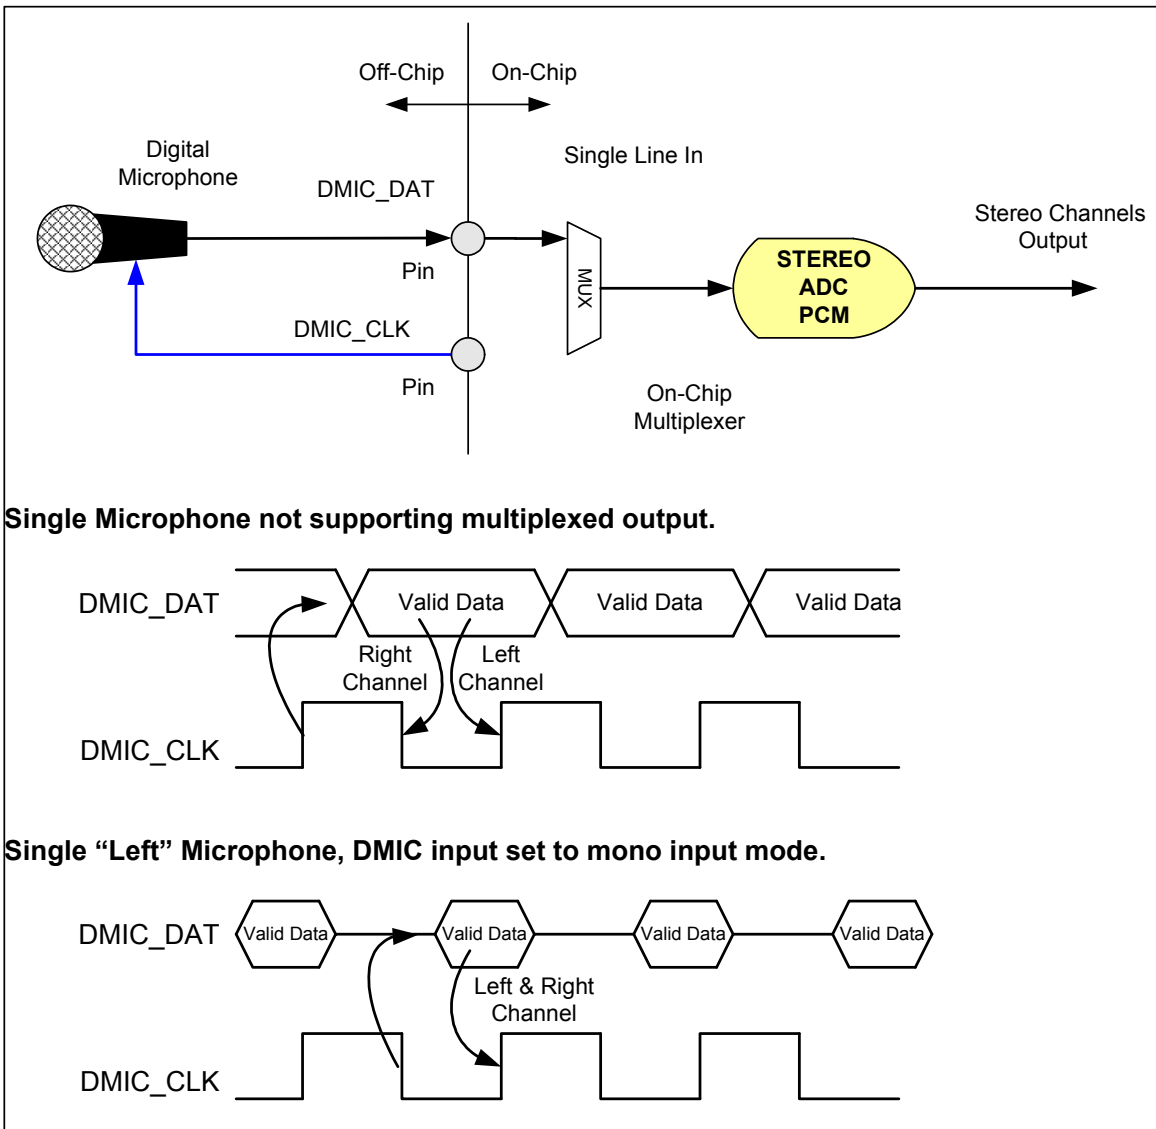 Off-Chip
On-Chip
Digital
Microphone
DMIC_DAT
Single Line In
Stereo Channels
Output
Pin
MUX
STEREO
ADC
PCM
DMIC_CLK
Pin
On-Chip
Multiplexer
Single Microphone not supporting multiplexed output.
DMIC_DAT
Valid Data
Valid Data
Valid Data
Right
Channel
Left
Channel
DMIC_CLK
Single “Left” Microphone, DMIC input set to mono input mode.
DMIC_DAT
Valid Data
Valid Data
Valid Data
Valid Data
Left & Right
Channel
DMIC_CLK